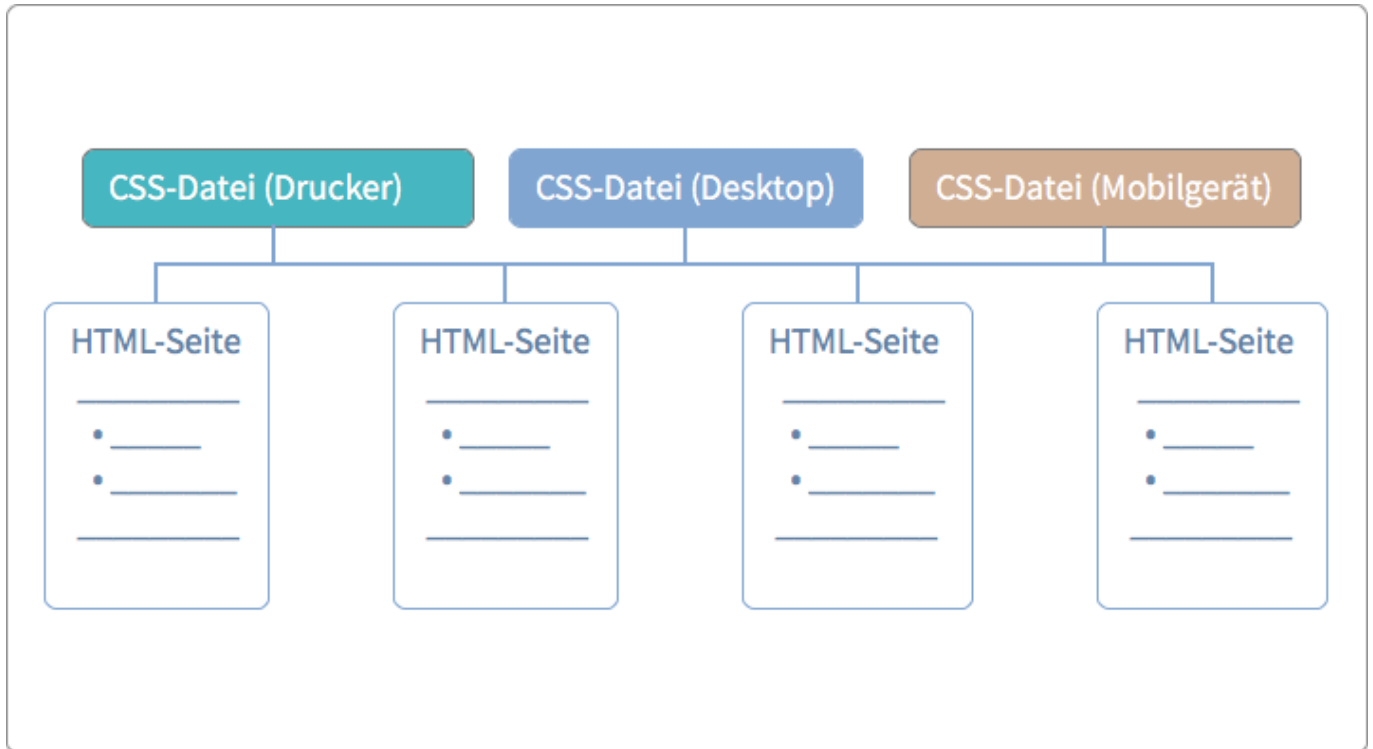 CSS-Datei (Drucker)
CSS-Datei (Desktop)
CSS-Datei (Mobilgerät)
HTML-Seite
HTML-Seite
HTML-Seite
HTML-Seite